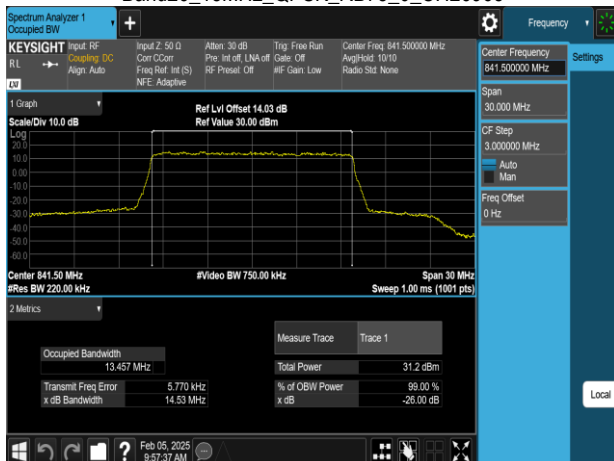 Spectrum Analyzer 1
Occupied BW
+
Frequency
KEYSIGHT
RL
LXI
Input: RF
Coupling: DC
Align: Auto
Input Z: 50 Ω
Corr CCorr
Freq Ref: Int (S)
NFE: Adaptive
Atten: 30 dB
Pre: Int off, LNA off
RF Presel: Off
Trig: Free Run
Gate: Off
#IF Gain: Low
Center Freq: 841.500000 MHz
Avg|Hold: 10/10
Radio Std: None
1 Graph
Scale/Div 10.0 dB
Ref Lvl Offset 14.03 dB
Ref Value 30.00 dBm
Log
20.0
10.0
0.00
-10.0
-20.0
-30.0
-40.0
-50.0
-60.0
Center 841.50 MHz
#Video BW 750.00 kHz
Span 30 MHz
#Res BW 220.00 kHz
Sweep 1.00 ms (1001 pts)
2 Metrics
Measure Trace
Trace 1
Occupied Bandwidth
13.457 MHz
Total Power
31.2 dBm
Transmit Freq Error
5.770 kHz
% of OBW Power
99.00 %
x dB Bandwidth
14.53 MHz
x dB
-26.00 dB
Center Frequency
841.500000 MHz
Settings
Span
30.000 MHz
CF Step
3.000000 MHz
Auto
Man
Freq Offset
0 Hz
Local
?
Feb 05, 2025
9:57:37 AM